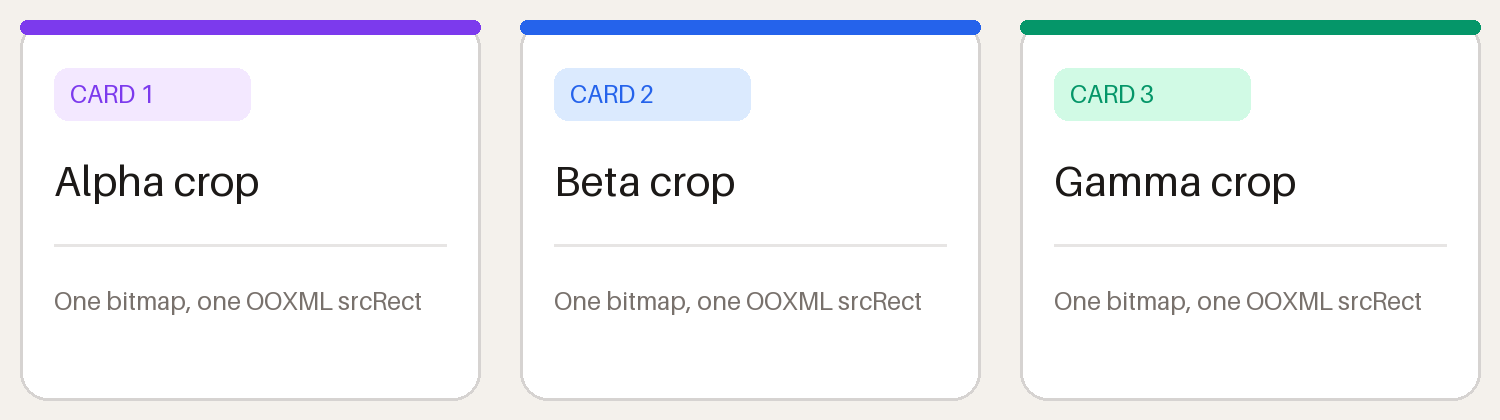 CARD 1
Alpha crop
One bitmap, one OOXML srcRect
CARD 2
Beta crop
One bitmap, one OOXML srcRect
CARD 3
Gamma crop
One bitmap, one OOXML srcRect